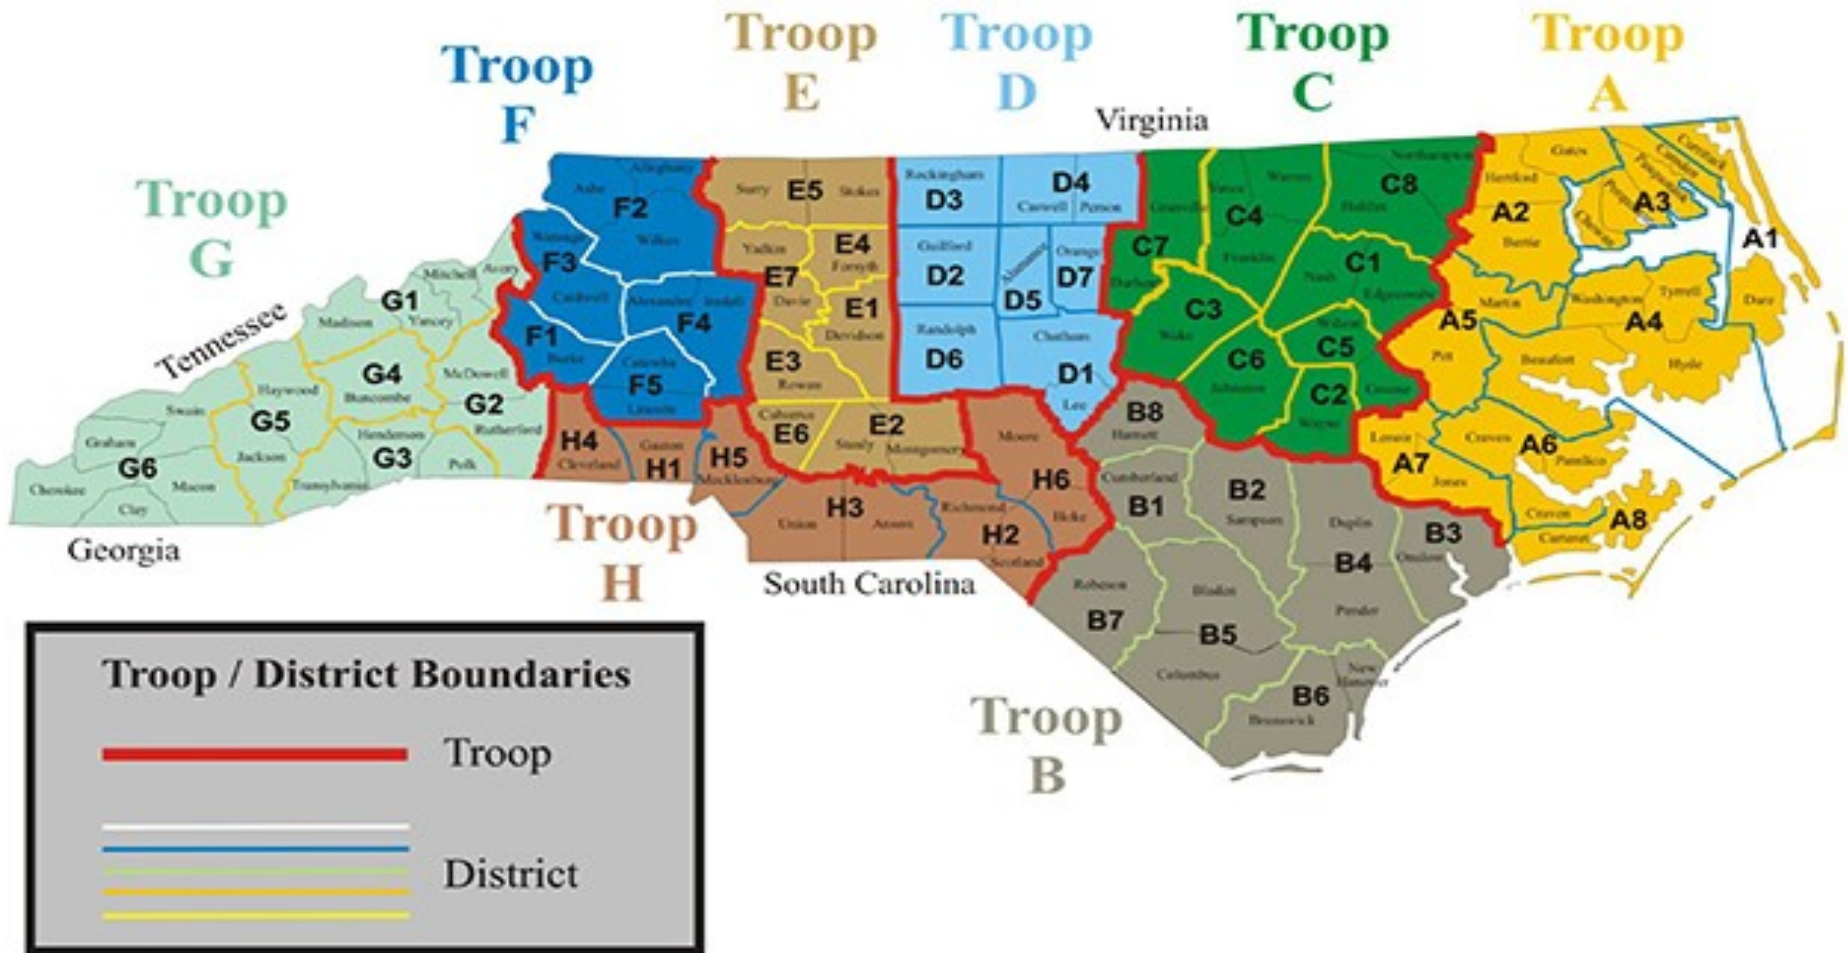 Troop
F
Troop
E
Troop
D
Troop
C
Troop
A
Troop
G
Virginia
Tennessee
Georgia
South Carolina
Troop
H
Troop
B
G1
Mitchell
Avery
Madison
Yancey
G4
Buncombe
McDowell
G2
Rutherford
Haywood
G5
Jackson
Swain
Graham
G6
Cherokee
Macon
Clay
Henderson
G3
Transylvania
Polk
Alleghany
Ashe
F2
Wilkes
Watauga
F3
Caldwell
Alexander
Iredell
F4
F1
Burke
Catawba
F5
Lincoln
Surry
E5
Stokes
Yadkin
E4
Forsyth
E7
Davie
E1
Davidson
E3
Rowan
Cabarrus
E6
E2
Stanly
Montgomery
Rockingham
D3
D4
Caswell
Person
Guilford
D2
Alamance
D5
Orange
D7
Randolph
D6
Chatham
D1
Lee
Granville
Vance
Warren
C4
Franklin
Northampton
C8
Halifax
C7
Durham
C3
Wake
Nash
C1
Edgecombe
Wilson
C5
C6
Johnston
C2
Wayne
Greene
Gates
Hertford
A2
Bertie
Currituck
Camden
Pasquotank
Perquimans
A3
Chowan
A1
Martin
Washington
Tyrrell
Dare
A5
A4
Pitt
Beaufort
Hyde
Lenoir
A7
Jones
Craven
A6
Pamlico
Craven
A8
Carteret
H4
Cleveland
Gaston
H1
H5
Mecklenburg
Union
H3
Anson
Richmond
H2
Scotland
Moore
H6
Hoke
B8
Harnett
Cumberland
B1
B2
Sampson
Duplin
B4
Pender
B3
Onslow
Robeson
B7
Bladen
B5
Columbus
B6
Brunswick
New
Hanover
Troop / District Boundaries
Troop
District